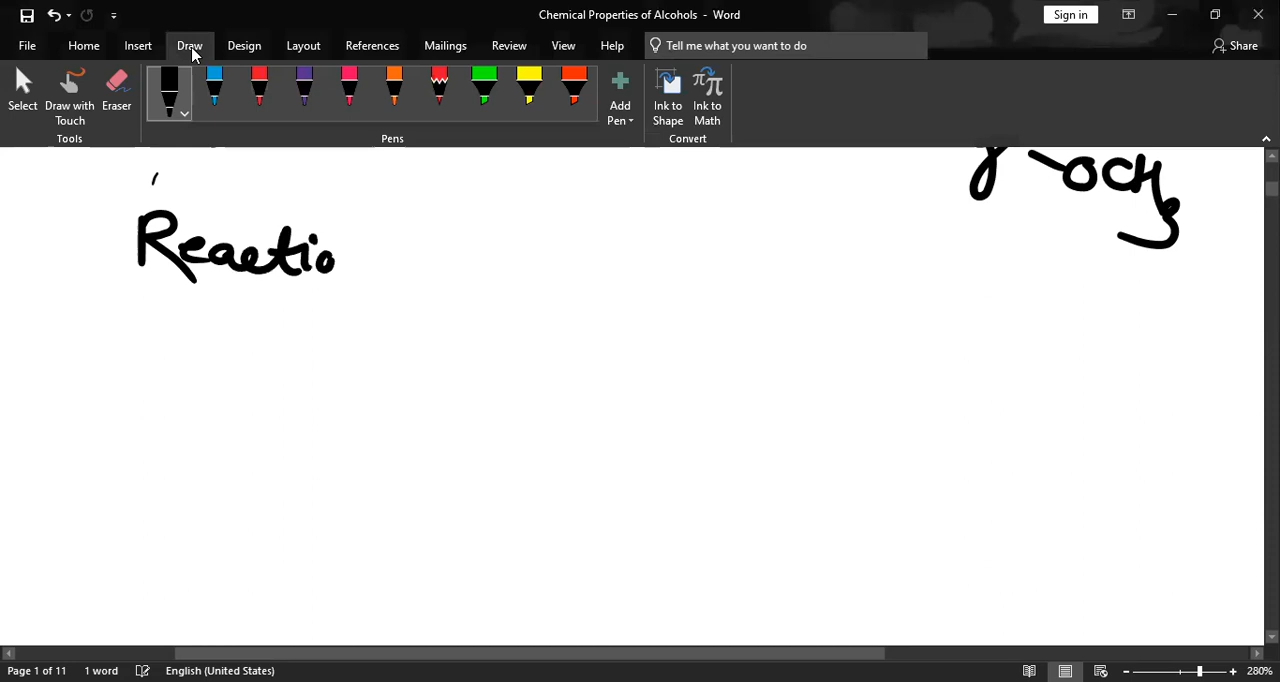 Chemical Properties of Alcohols - Word
Sign in
File Home Insert Draw Design Layout References Mailings Review View Help Tell me what you want to do Share
Select Draw with Touch Eraser Add Pen Ink to Shape Ink to Math
Tools Pens Convert
OCH3
Reactio
Page 1 of 11 1 word English (United States) 280%